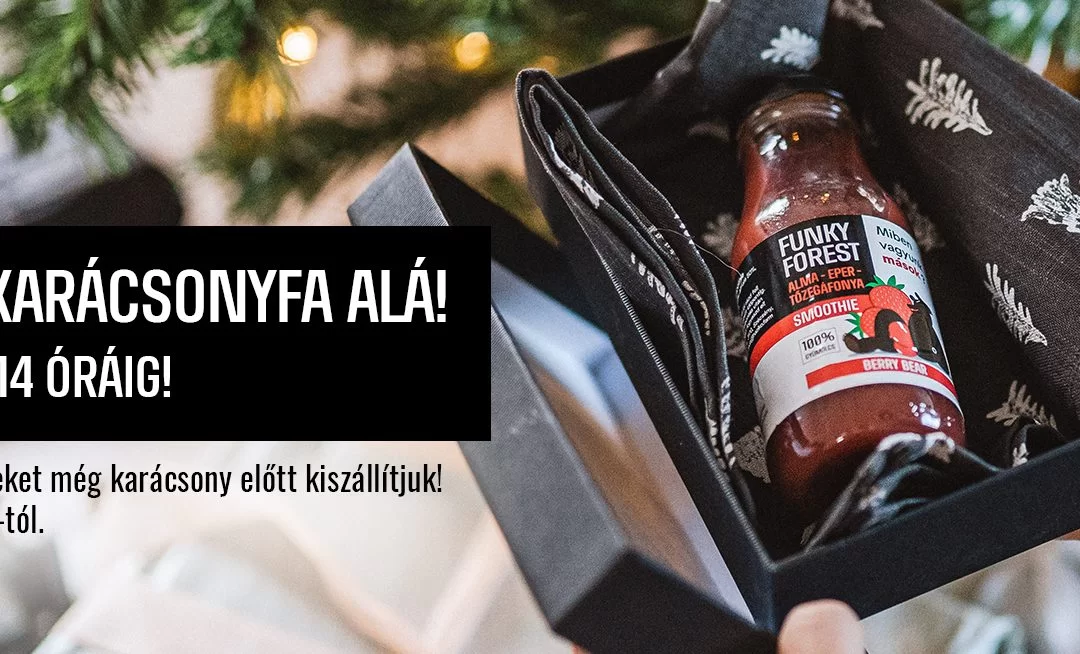 KARÁCSONYFA ALÁ!
14 ÓRÁIG!
eket még karácsony előtt kiszállítjuk!
-tól.
FUNKY
FOREST
ALMA - EPER -
TŐZEGÁFONYA
SMOOTHIE
100%
GYÜMÖLCS
BERRY BEAR
Miben
vagyunk
mások?